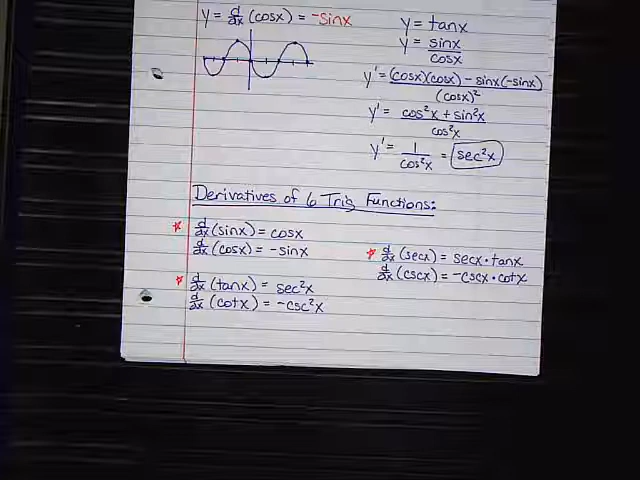 y = d/dx (cosx) = -sinx
y = tanx
y = sinx/cosx
y' = (cosx)(cosx) - sinx(-sinx)/(cosx)²
y' = cos²x + sin²x/cos²x
y' = 1/cos²x = sec²x
Derivatives of 6 Trig Functions:
* d/dx (sinx) = cosx
d/dx (cosx) = -sinx
* d/dx (tanx) = sec²x
d/dx (cotx) = -csc²x
* d/dx (secx) = secx·tanx
d/dx (cscx) = -cscx·cotx